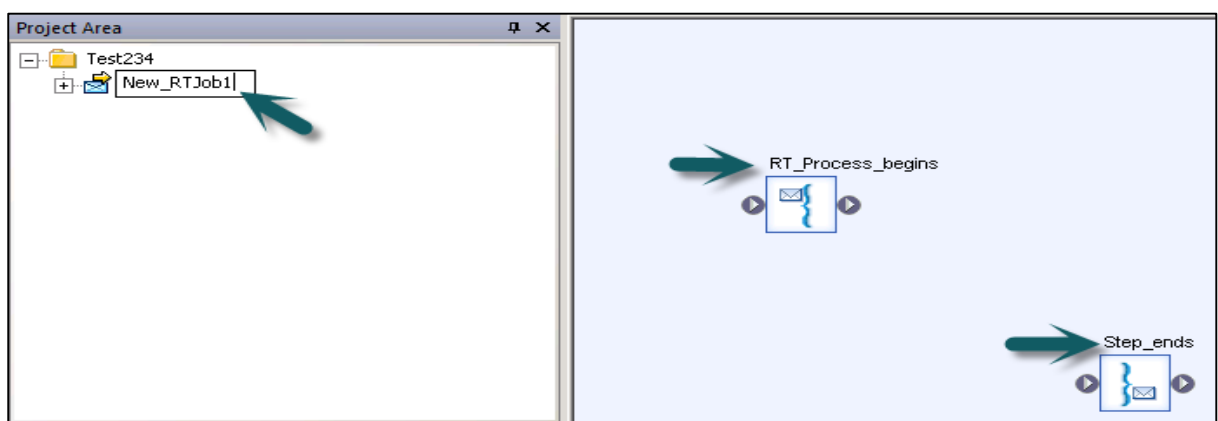 Project Area
Test234
New_RTJob1
RT_Process_begins
Step_ends